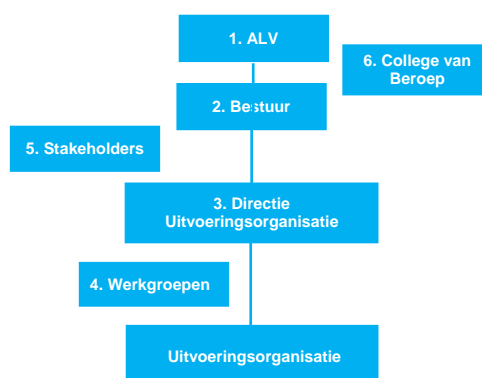 1. ALV
6. College van
Beroep
2. Bestuur
5. Stakeholders
3. Directie
Uitvoeringsorganisatie
4. Werkgroepen
Uitvoeringsorganisatie